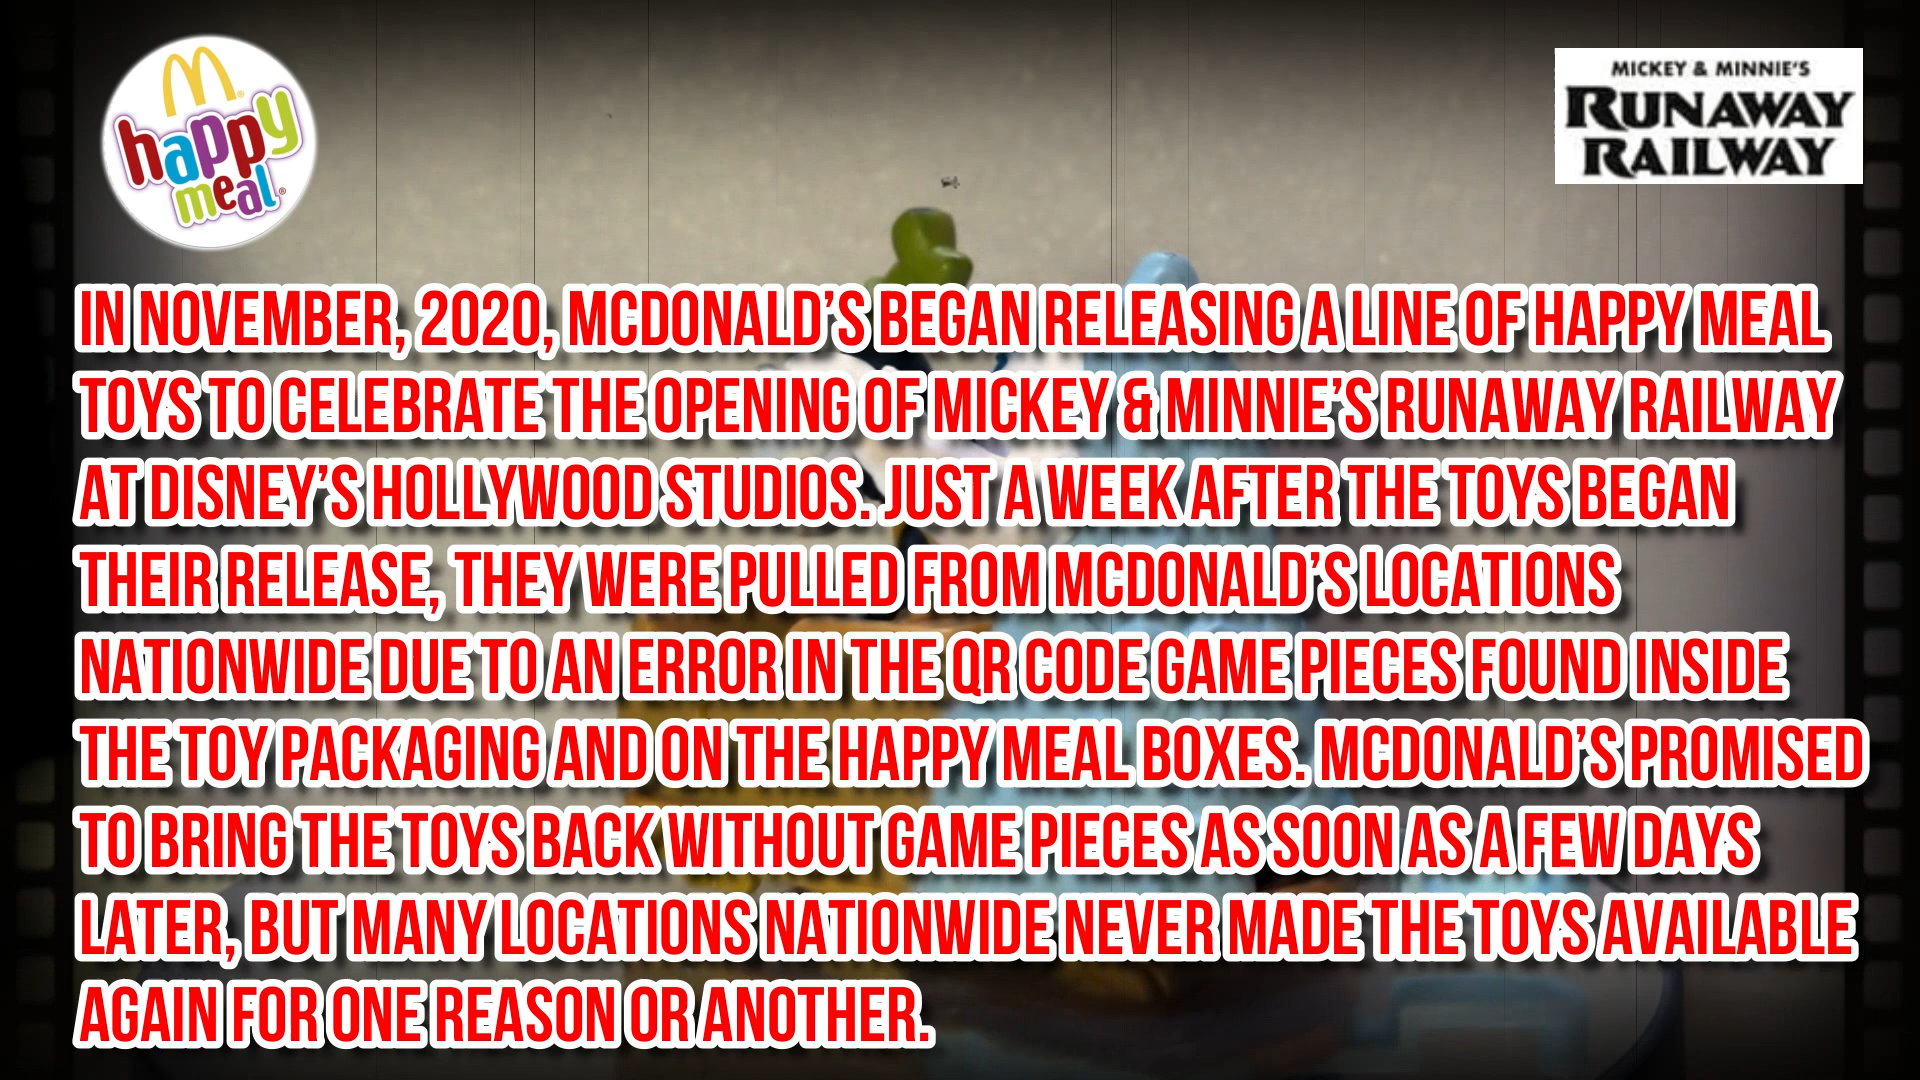 M
happy
meal®
MICKEY & MINNIE'S
RUNAWAY
RAILWAY
IN NOVEMBER, 2020, MCDONALD'S BEGAN RELEASING A LINE OF HAPPY MEAL
TOYS TO CELEBRATE THE OPENING OF MICKEY & MINNIE'S RUNAWAY RAILWAY
AT DISNEY'S HOLLYWOOD STUDIOS. JUST A WEEK AFTER THE TOYS BEGAN
THEIR RELEASE, THEY WERE PULLED FROM MCDONALD'S LOCATIONS
NATIONWIDE DUE TO AN ERROR IN THE QR CODE GAME PIECES FOUND INSIDE
THE TOY PACKAGING AND ON THE HAPPY MEAL BOXES. MCDONALD'S PROMISED
TO BRING THE TOYS BACK WITHOUT GAME PIECES AS SOON AS A FEW DAYS
LATER, BUT MANY LOCATIONS NATIONWIDE NEVER MADE THE TOYS AVAILABLE
AGAIN FOR ONE REASON OR ANOTHER.